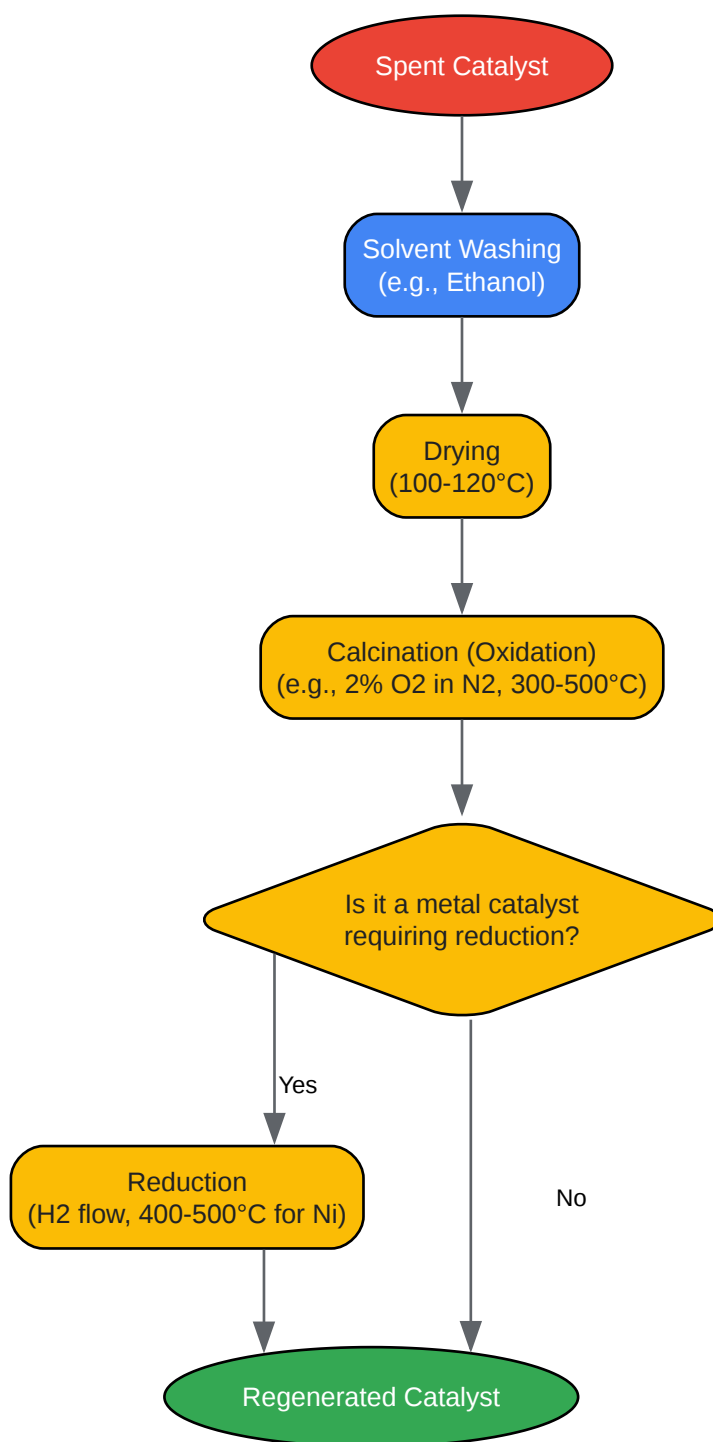 Spent Catalyst
Solvent Washing
(e.g., Ethanol)
Drying
(100-120°C)
Calcination (Oxidation)
(e.g., 2% O2 in N2, 300-500°C)
Is it a metal catalyst
requiring reduction?
Yes
Reduction
(H2 flow, 400-500°C for Ni)
No
Regenerated Catalyst